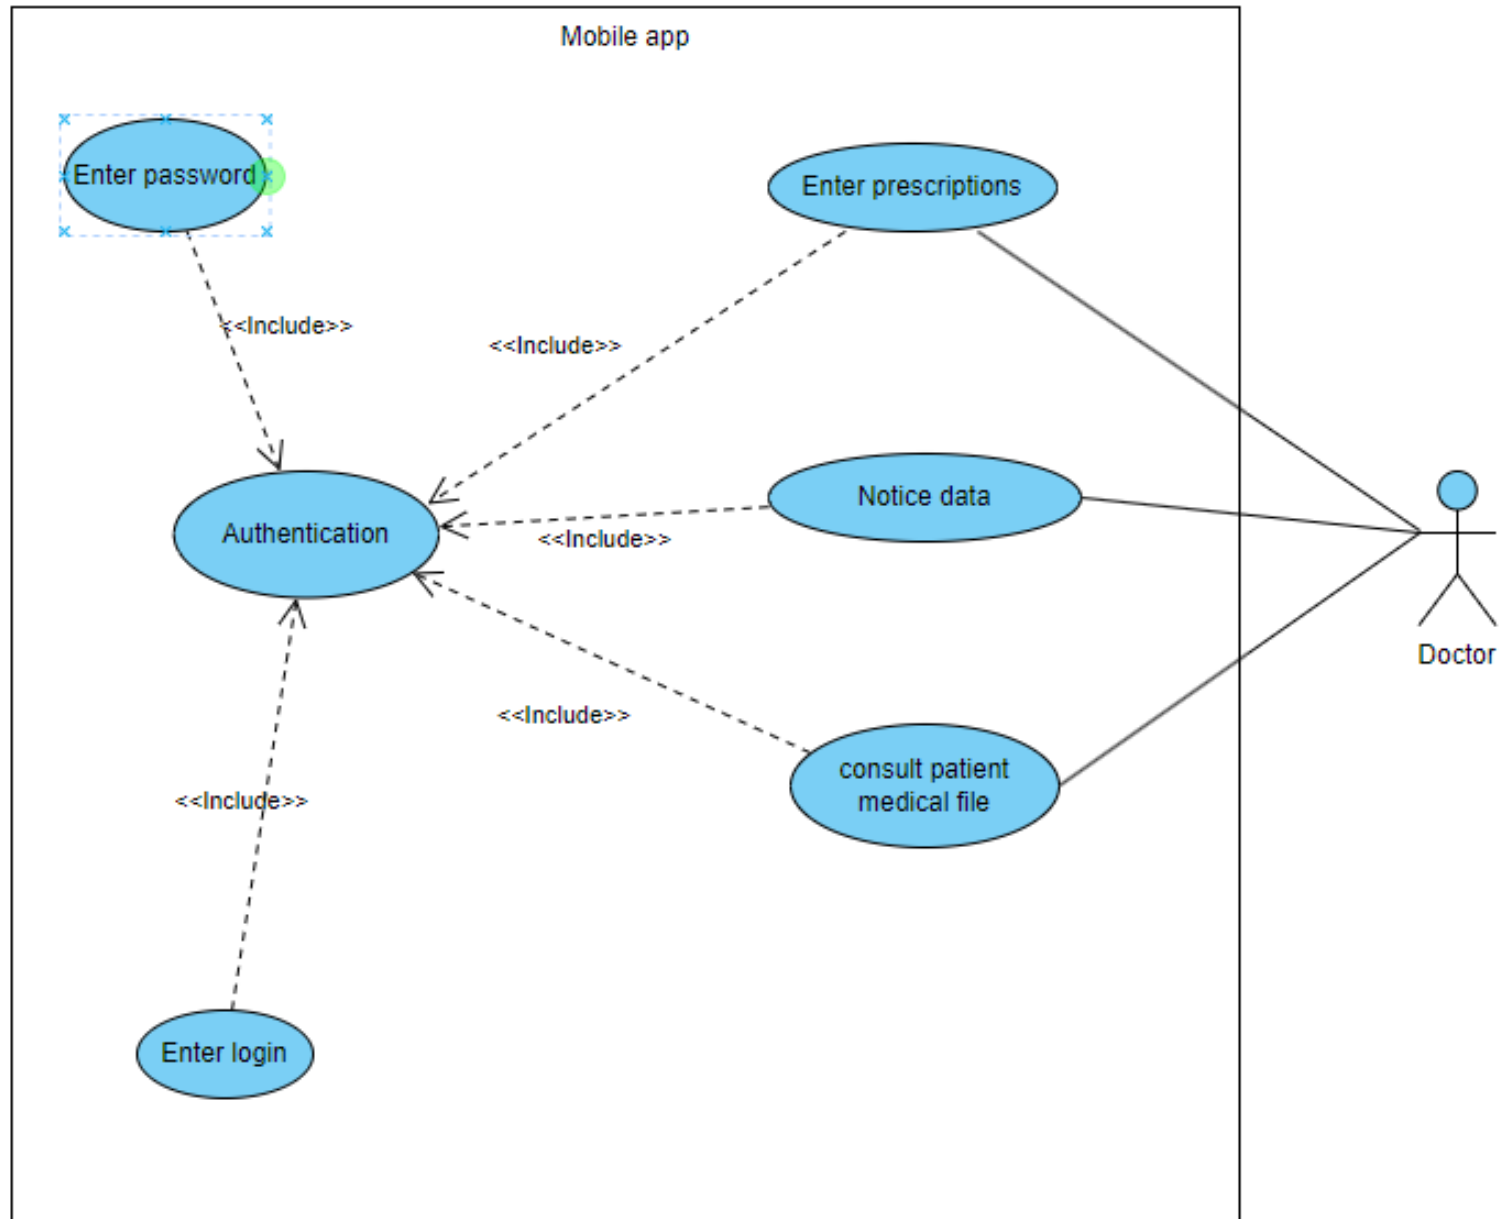 Mobile app
Enter password
Enter prescriptions
<<Include>>
<<Include>>
Notice data
Authentication
<<Include>>
Doctor
<<Include>>
consult patient
medical file
<<Include>>
Enter login